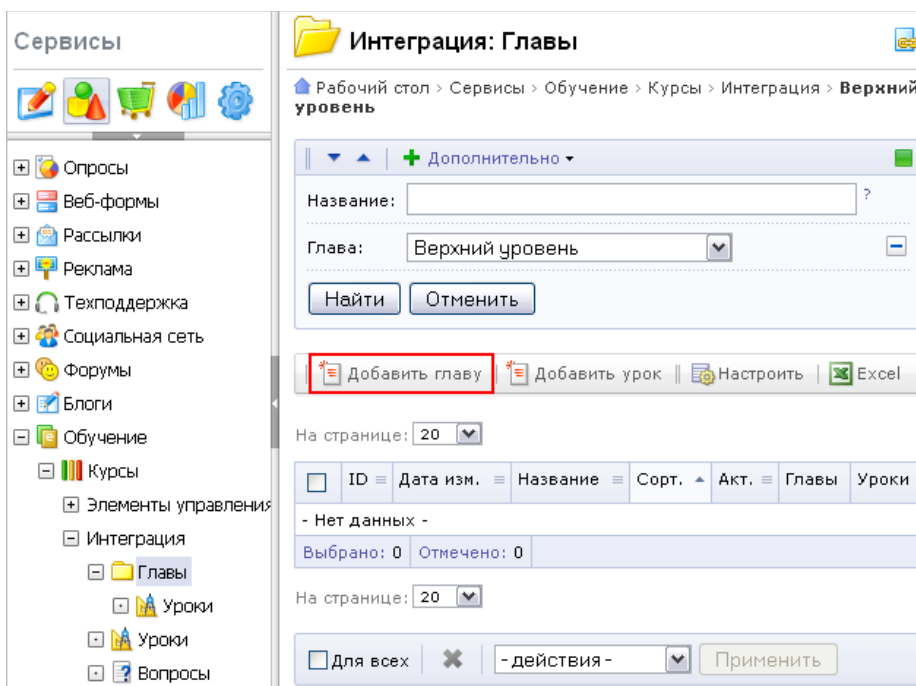 Сервисы
Опросы
Веб-формы
Рассылки
Реклама
Техподдержка
Социальная сеть
Форумы
Блоги
Обучение
Курсы
Элементы управления
Интеграция
Главы
Уроки
Уроки
Вопросы
Интеграция: Главы
Рабочий стол › Сервисы › Обучение › Курсы › Интеграция › Верхний
уровень
Дополнительно
Название: ?
Глава: Верхний уровень
Найти Отменить
Добавить главу Добавить урок Настроить Excel
На странице: 20
ID Дата изм. Название Сорт. Акт. Главы Уроки
- Нет данных -
Выбрано: 0 Отмечено: 0
На странице: 20
Для всех - действия - Применить